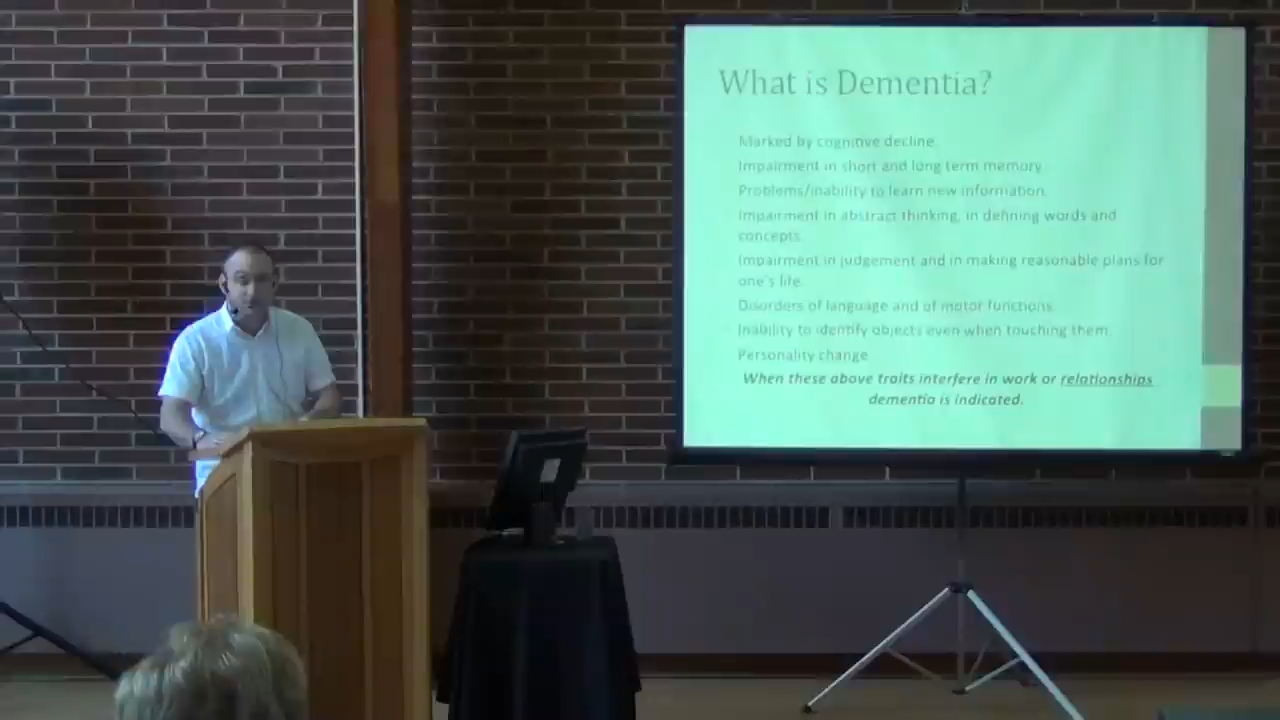 What is Dementia?
Marked by cognitive decline.
Impairment in short and long term memory.
Problems/inability to learn new information.
Impairment in abstract thinking, in defining words and
concepts.
Impairment in judgement and in making reasonable plans for
one's life.
Disorders of language and of motor functions.
Inability to identify objects even when touching them.
Personality change.
When these above traits interfere in work or relationships
dementia is indicated.